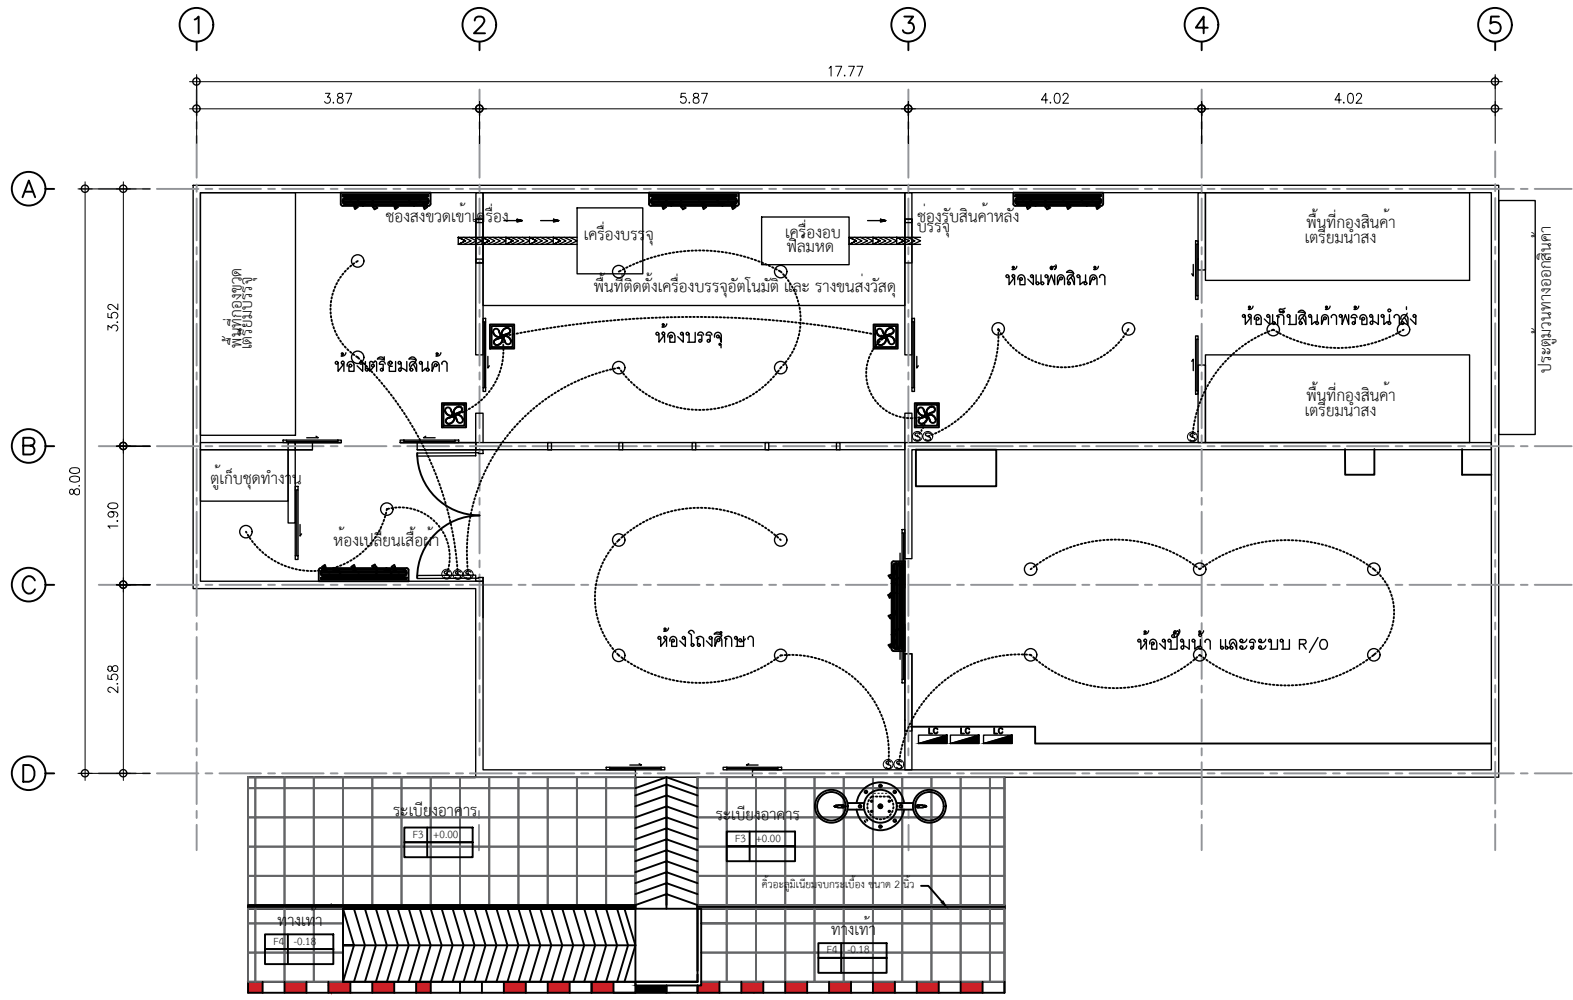 1 2 3 4 5
17.77
3.87 5.87 4.02 4.02
A
B
C
D
8.00
3.52
1.90
2.58
ช่องส่งขวดเข้าเครื่อง
เครื่องบรรจุ
เครื่องอบ
ฟิล์มหด
ช่องรับสินค้าหลัง
บรรจุ
พื้นที่กองสินค้า
เตรียมนำส่ง
ประตูม้วนทางออกสินค้า
พื้นที่กองขวด
เตรียมบรรจุ
พื้นที่ติดตั้งเครื่องบรรจุอัตโนมัติ และ รางขนส่งวัสดุ
ห้องแพ๊คสินค้า
ห้องเก็บสินค้าพร้อมนำส่ง
ห้องบรรจุ
ห้องเตรียมสินค้า
พื้นที่กองสินค้า
เตรียมนำส่ง
ตู้เก็บชุดทำงาน
ห้องเปลี่ยนเสื้อผ้า
ห้องโถงศึกษา
ห้องปั๊มน้ำ และระบบ R/O
S S
S
S S S
S S
LC LC LC
ระเบียงอาคาร
F3 +0.00
ระเบียงอาคาร
F3 +0.00
คิ้วอะลูมิเนียมจบกระเบื้อง ขนาด 2 นิ้ว
ทางเท้า
F4 -0.18
ทางเท้า
F4 -0.18